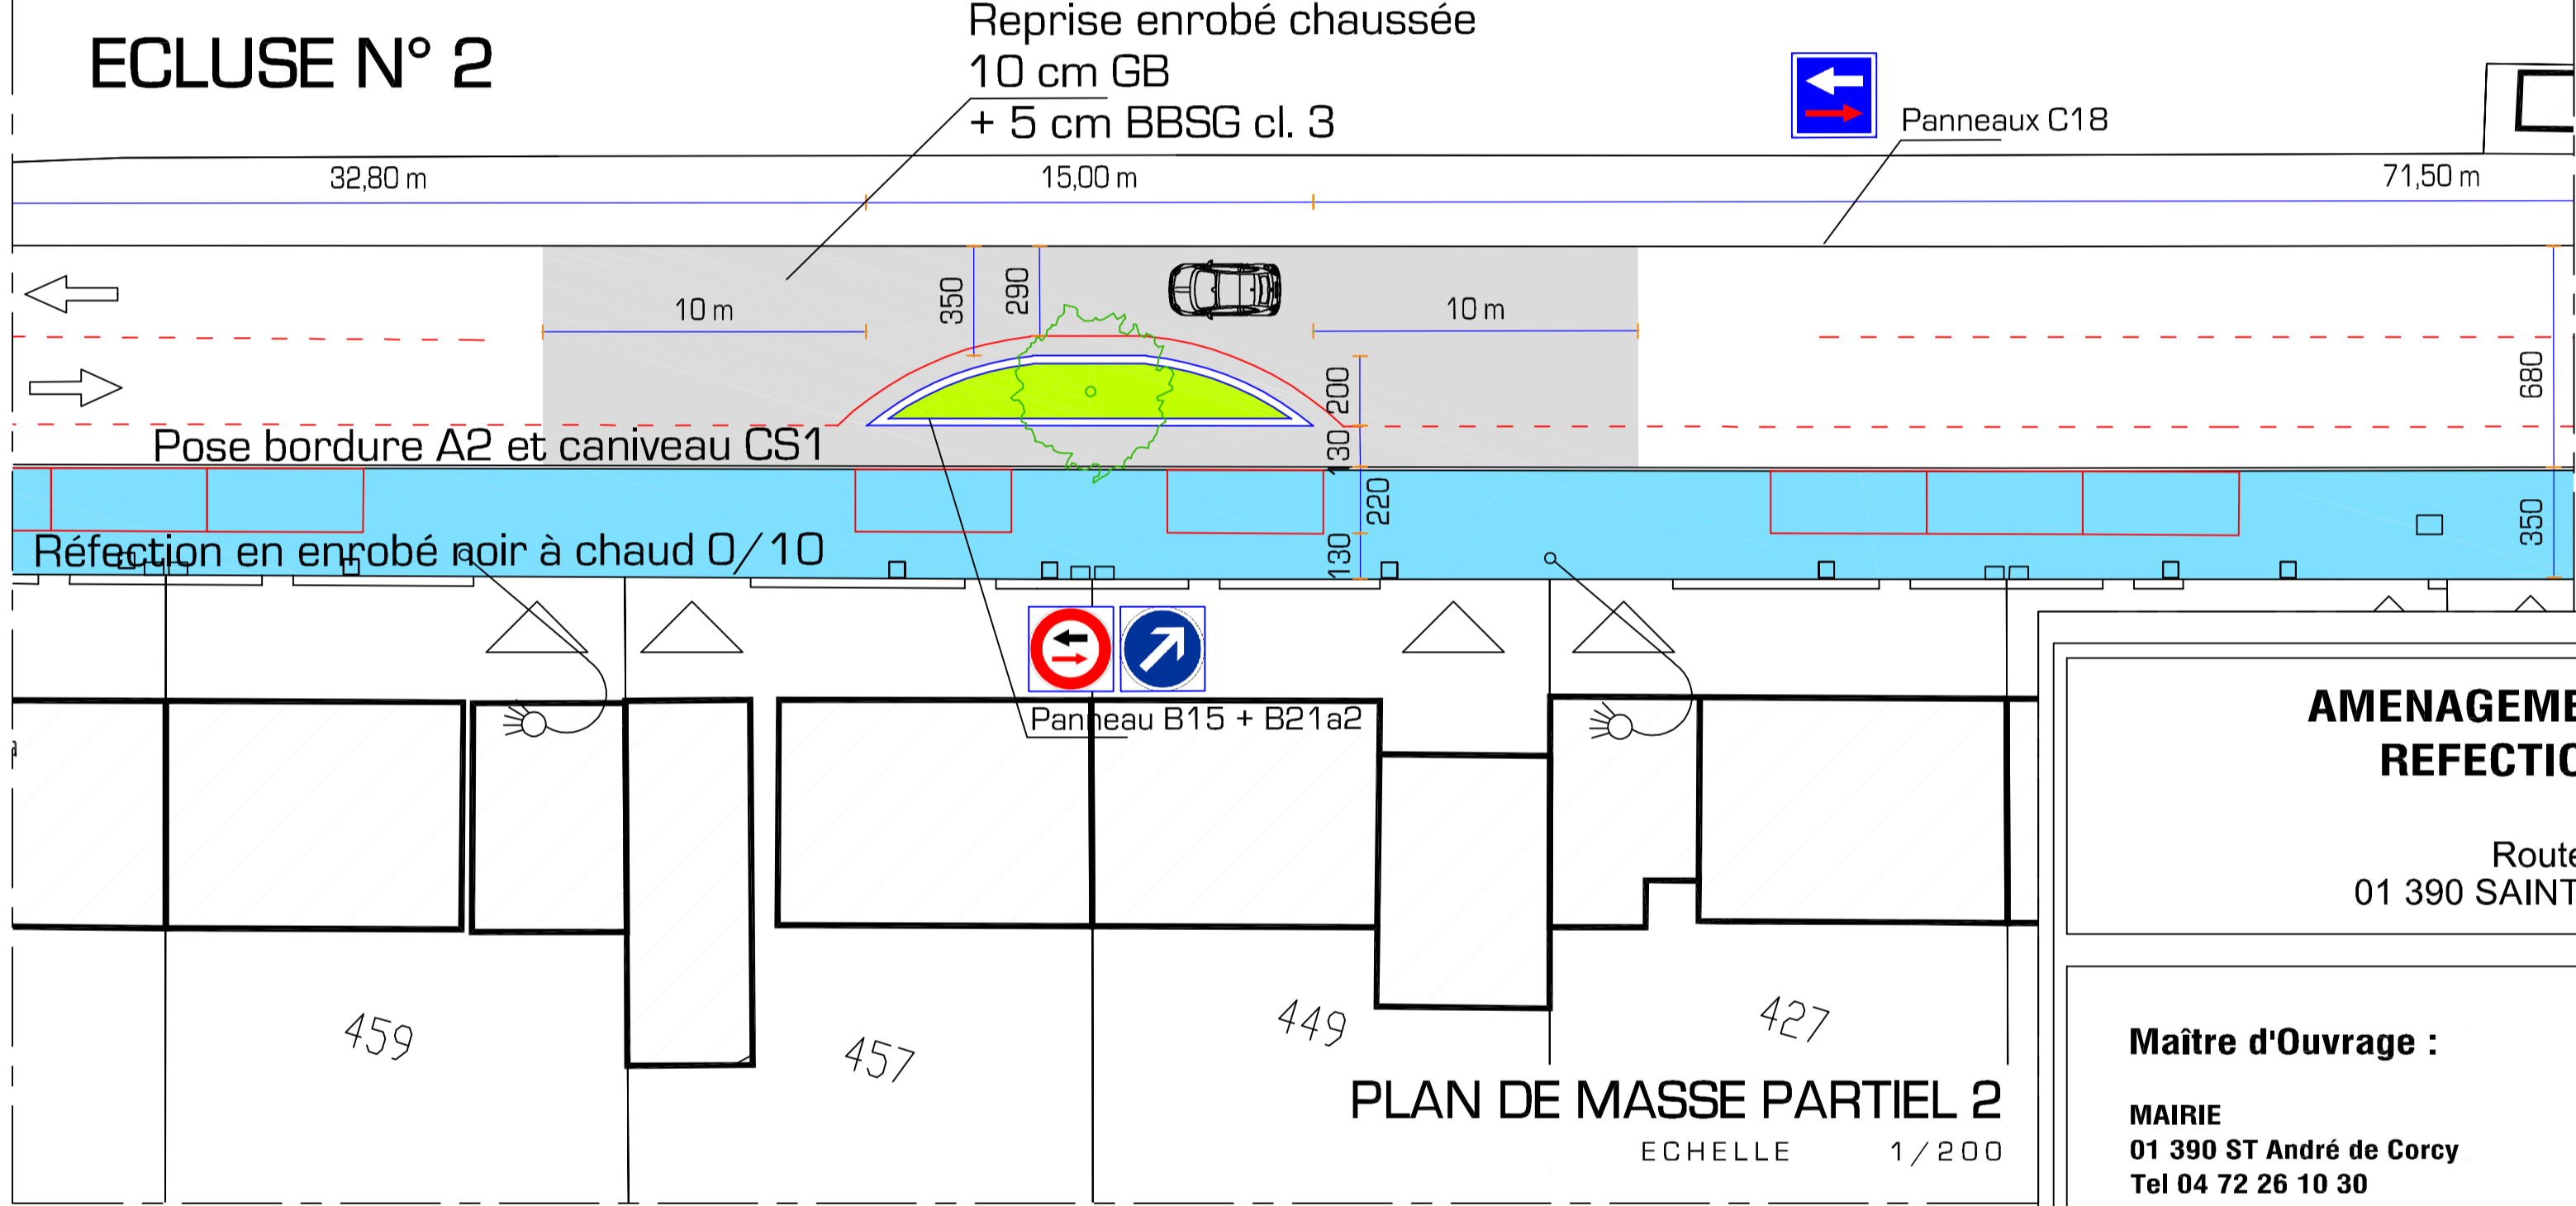 ECLUSE N° 2
Reprise enrobé chaussée
10 cm GB
+ 5 cm BBSG cl. 3
Panneaux C18
32,80 m
15,00 m
71,50 m
350
290
10 m
10 m
200
680
130
Pose bordure A2 et caniveau CS1
220
350
Réfection en enrobé noir à chaud 0/10
130
Panneau B15 + B21a2
AMENAGEME
REFECTIO
Route
01 390 SAINT
459
457
449
427
PLAN DE MASSE PARTIEL 2
ECHELLE 1/200
Maître d'Ouvrage :
MAIRIE
01 390 ST André de Corcy
Tel 04 72 26 10 30